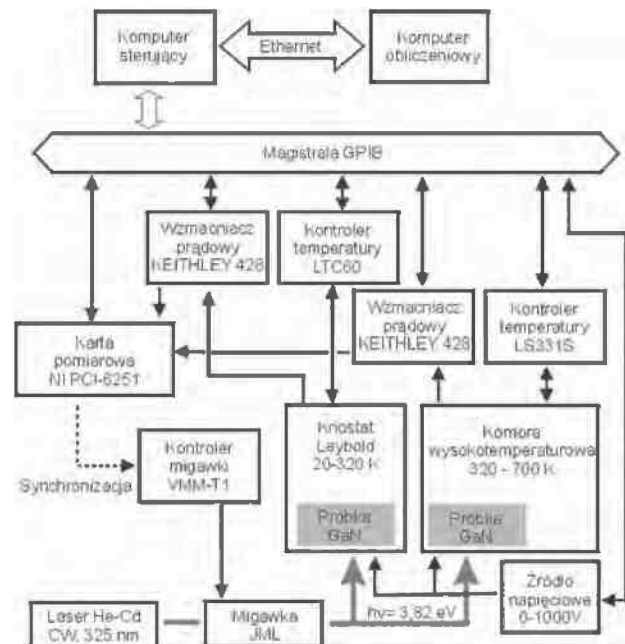 Komputer
sterujący
Ethernet
Komputer
obliczeniowy
Magistrala GPIB
Wzmacniacz
prądowy
KEITHLEY 428
Kontroler
temperatury
LTC60
Karta
pomiarowa
NI PCI-6251
Wzmacniacz
prądowy
KEITHLEY 428
Kontroler
temperatury
LS331S
Synchronizacja
Kontroler
migawki
VMM-T1
Kriostat
Leybold
20-320 K
Próbka
GaN
Komora
wysokotemperaturowa
320 - 700 K
Próbka
GaN
Laser He-Cd
CW, 325 nm
Migawka
JML
hν= 3,82 eV
Źródło
napięciowe
0-1000V